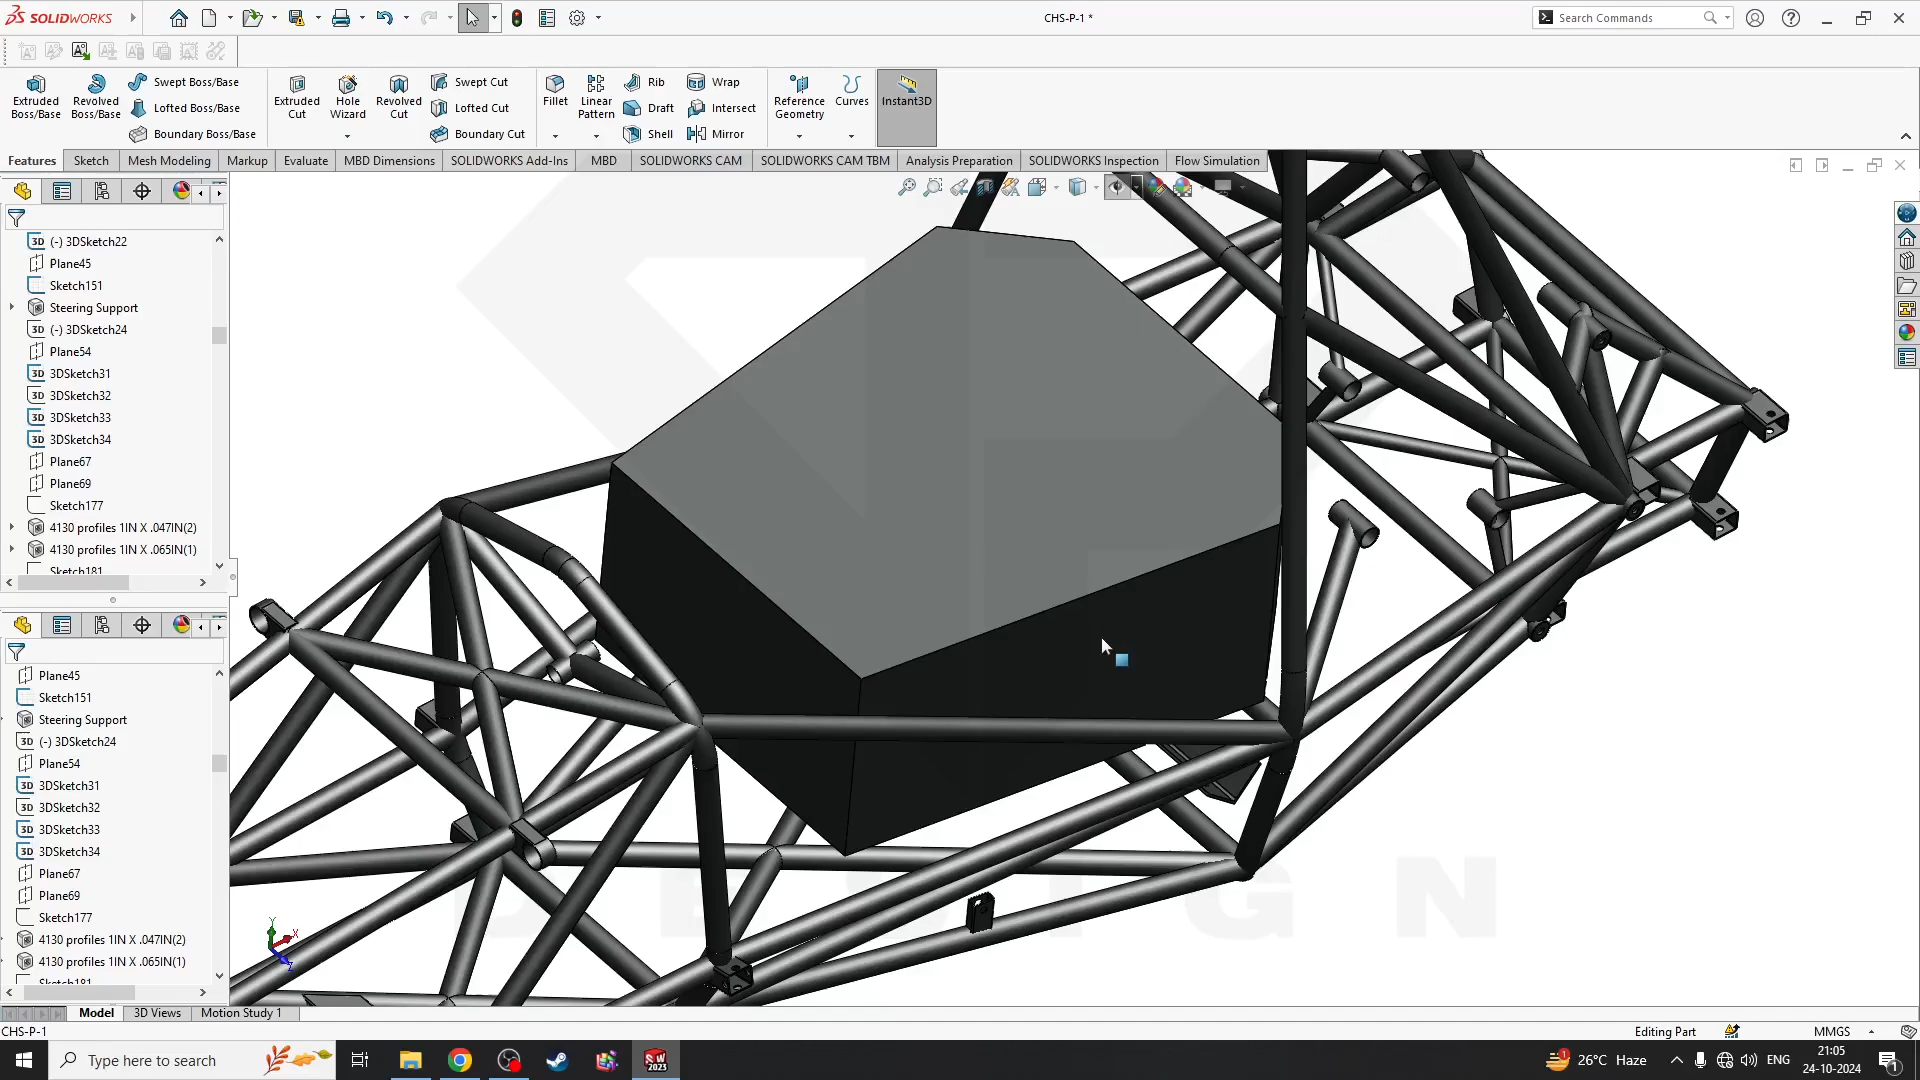 SOLIDWORKS
CHS-P-1 *
Search Commands
Extruded Boss/Base
Revolved Boss/Base
Swept Boss/Base
Lofted Boss/Base
Boundary Boss/Base
Extruded Cut
Hole Wizard
Revolved Cut
Swept Cut
Lofted Cut
Boundary Cut
Fillet
Linear Pattern
Rib
Draft
Shell
Wrap
Intersect
Mirror
Reference Geometry
Curves
Instant3D
Features
Sketch
Mesh Modeling
Markup
Evaluate
MBD Dimensions
SOLIDWORKS Add-Ins
MBD
SOLIDWORKS CAM
SOLIDWORKS CAM TBM
Analysis Preparation
SOLIDWORKS Inspection
Flow Simulation
3D (-) 3DSketch22
Plane45
Sketch151
Steering Support
3D (-) 3DSketch24
Plane54
3D 3DSketch31
3D 3DSketch32
3D 3DSketch33
3D 3DSketch34
Plane67
Plane69
Sketch177
4130 profiles 1IN X .047IN(2)
4130 profiles 1IN X .065IN(1)
Sketch181
Plane45
Sketch151
Steering Support
3D (-) 3DSketch24
Plane54
3D 3DSketch31
3D 3DSketch32
3D 3DSketch33
3D 3DSketch34
Plane67
Plane69
Sketch177
4130 profiles 1IN X .047IN(2)
4130 profiles 1IN X .065IN(1)
Sketch181
Y
X
Z
DESIGN
Model
3D Views
Motion Study 1
CHS-P-1
Editing Part
MMGS
Type here to search
SW
2023
1
26°C Haze
ENG
21:05
24-10-2024
1